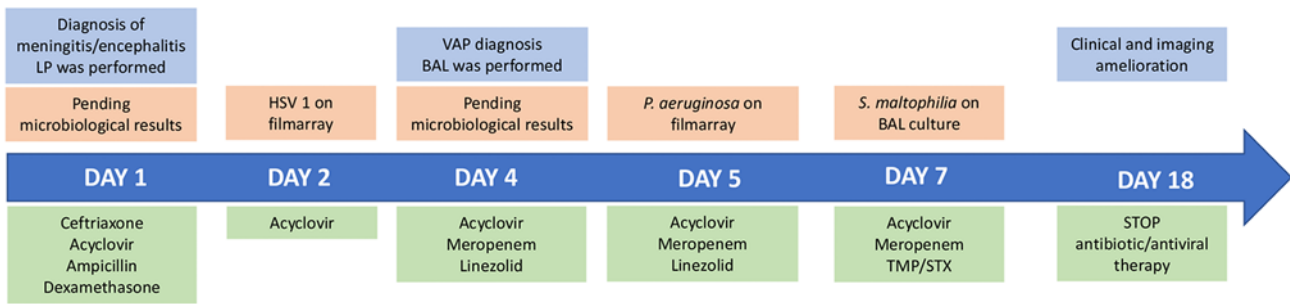 Diagnosis of
meningitis/encephalitis
LP was performed
VAP diagnosis
BAL was performed
Clinical and imaging
amelioration
Pending
microbiological results
HSV 1 on
filmarray
Pending
microbiological results
P. aeruginosa on
filmarray
S. maltophilia on
BAL culture
DAY 1
DAY 2
DAY 4
DAY 5
DAY 7
DAY 18
Ceftriaxone
Acyclovir
Ampicillin
Dexamethasone
Acyclovir
Acyclovir
Meropenem
Linezolid
Acyclovir
Meropenem
Linezolid
Acyclovir
Meropenem
TMP/STX
STOP
antibiotic/antiviral
therapy